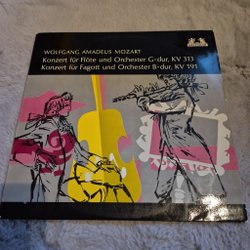 WOLFGANG AMADEUS MOZART
Konzert für Flöte und Orchester G-dur, KV 313
Konzert für Fagott und Orchester B-dur, KV 191